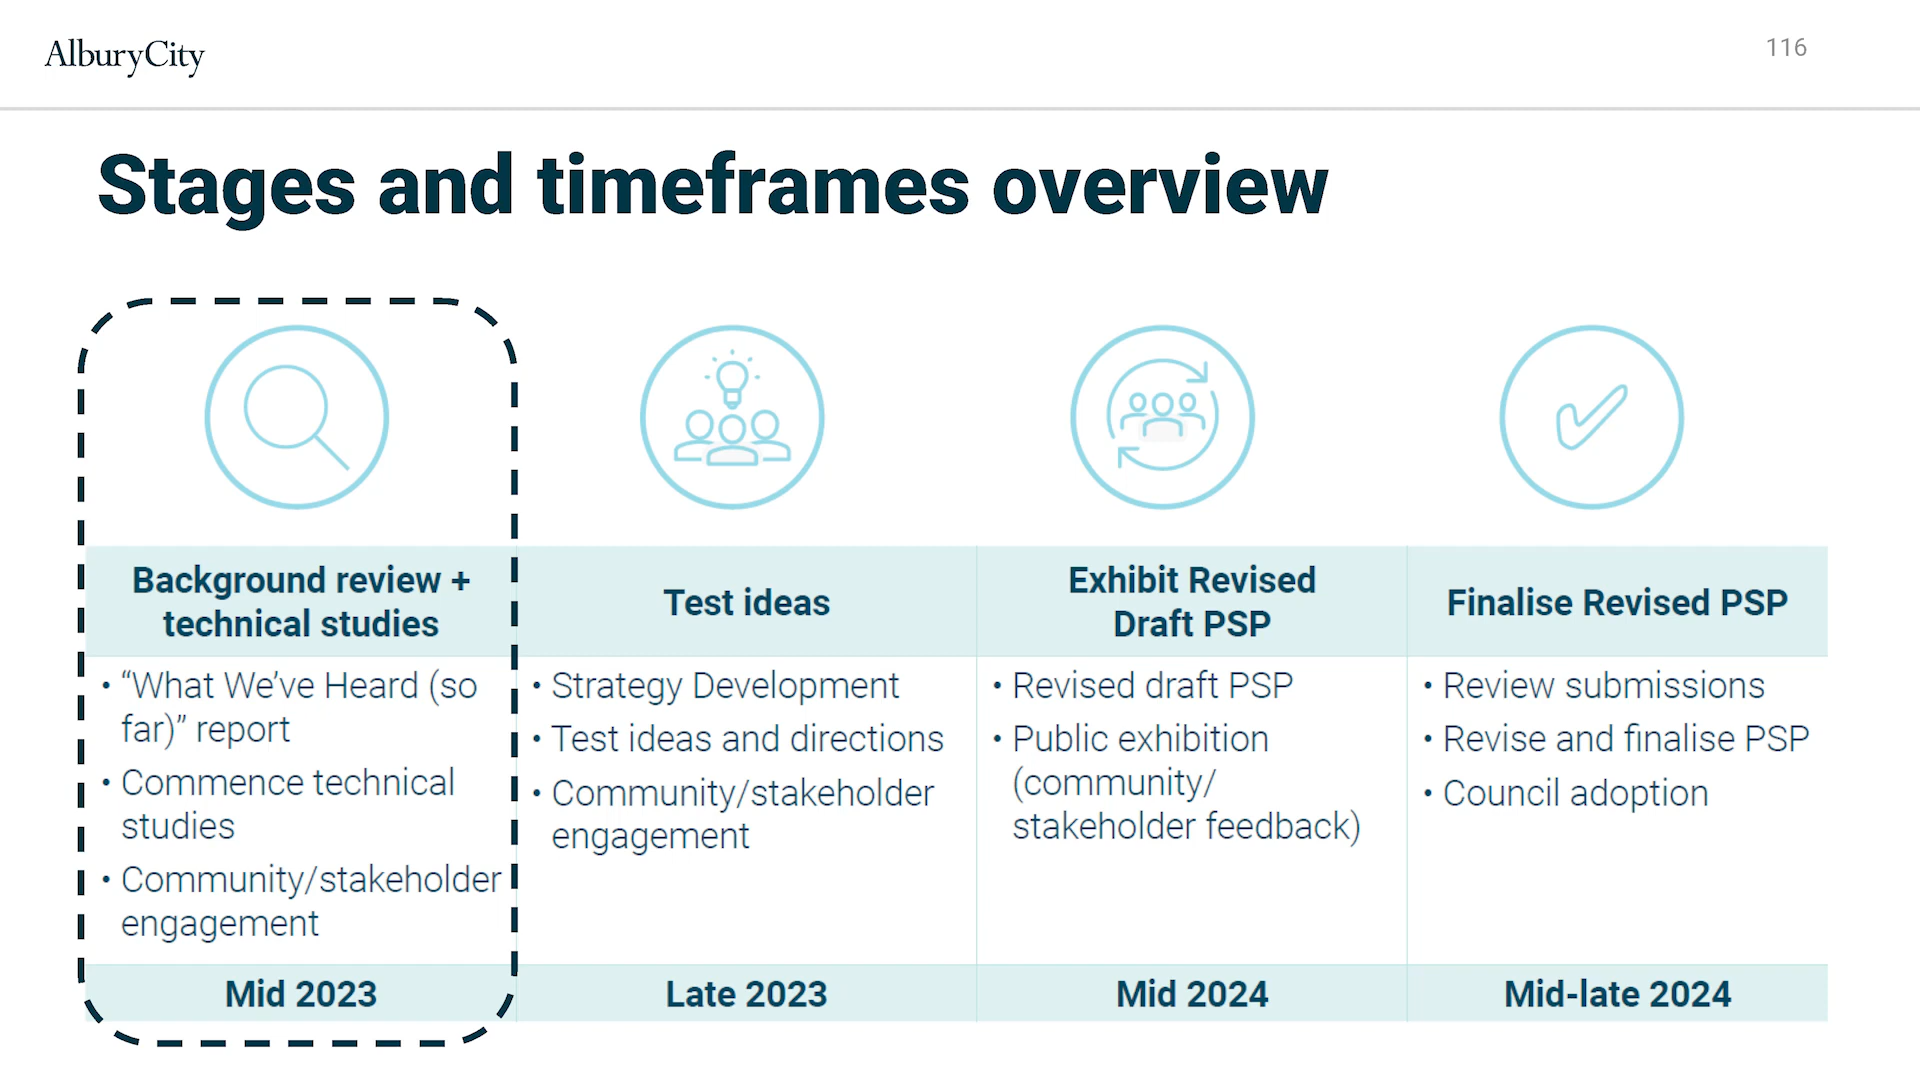 AlburyCity
116
Stages and timeframes overview
Background review +
technical studies
• “What We’ve Heard (so
far)” report
• Commence technical
studies
• Community/stakeholder
engagement
Mid 2023
Test ideas
• Strategy Development
• Test ideas and directions
• Community/stakeholder
engagement
Late 2023
Exhibit Revised
Draft PSP
• Revised draft PSP
• Public exhibition
(community/
stakeholder feedback)
Mid 2024
Finalise Revised PSP
• Review submissions
• Revise and finalise PSP
• Council adoption
Mid-late 2024